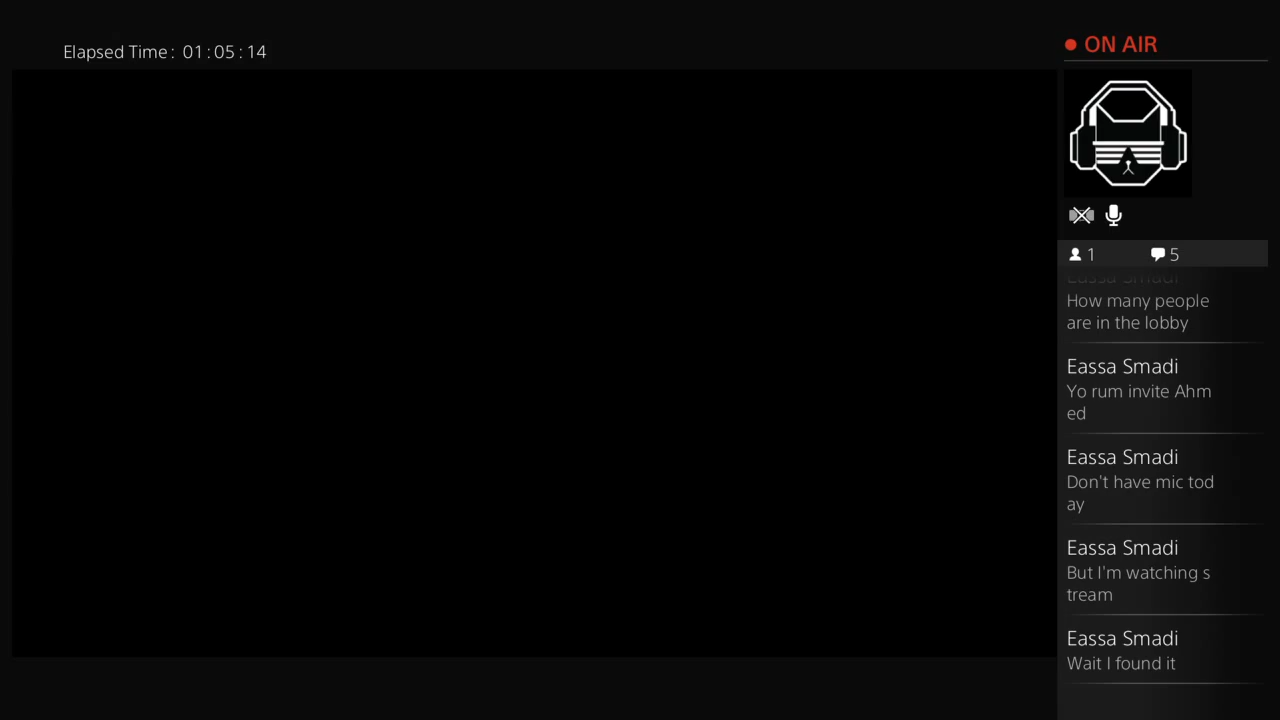 Elapsed Time: 01:05:14
ON AIR
1 5
Eassa Smadi
How many people
are in the lobby
Eassa Smadi
Yo rum invite Ahm
ed
Eassa Smadi
Don't have mic tod
ay
Eassa Smadi
But I'm watching s
tream
Eassa Smadi
Wait I found it